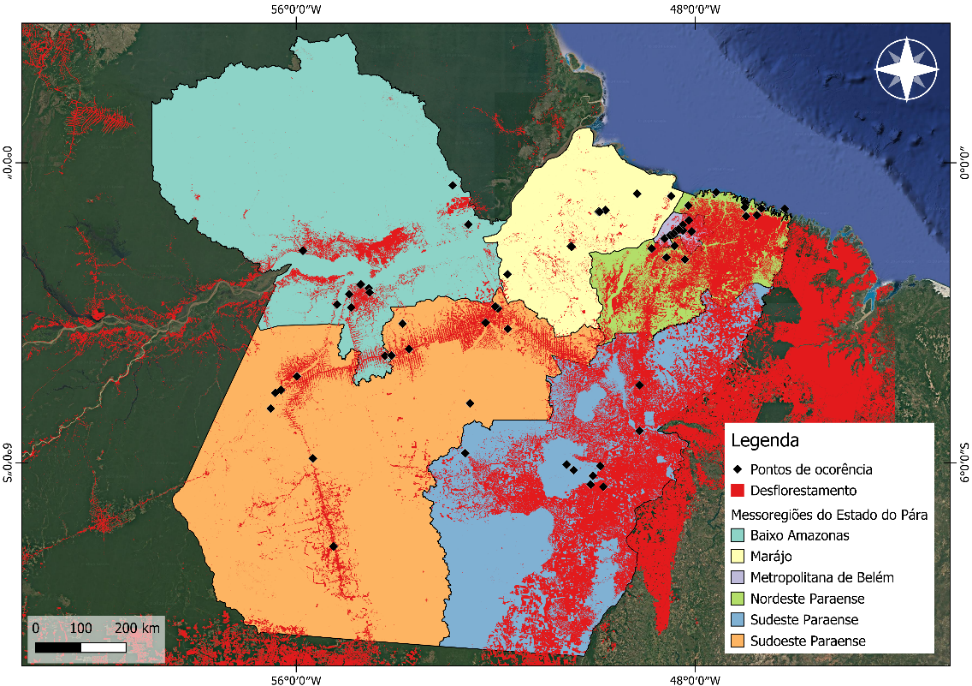 56°0'0"W
48°0'0"W
0°0'0"
0°0'0"
6°0'0"S
6°0'0"S
Legenda
Pontos de ocorência
Desflorestamento
Messoregiões do Estado do Pára
Baixo Amazonas
Marájo
Metropolitana de Belém
Nordeste Paraense
Sudeste Paraense
Sudoeste Paraense
0 100 200 km
56°0'0"W
48°0'0"W